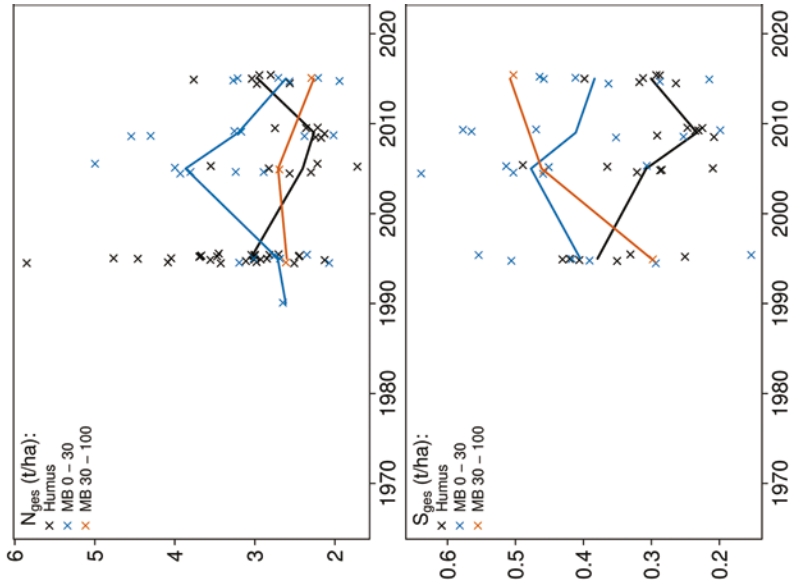 N_ges (t/ha):
× Humus
× MB 0 – 30
× MB 30 – 100
6
5
4
3
2
1970
1980
1990
2000
2010
2020
S_ges (t/ha):
× Humus
× MB 0 – 30
× MB 30 – 100
0.6
0.5
0.4
0.3
0.2
1970
1980
1990
2000
2010
2020